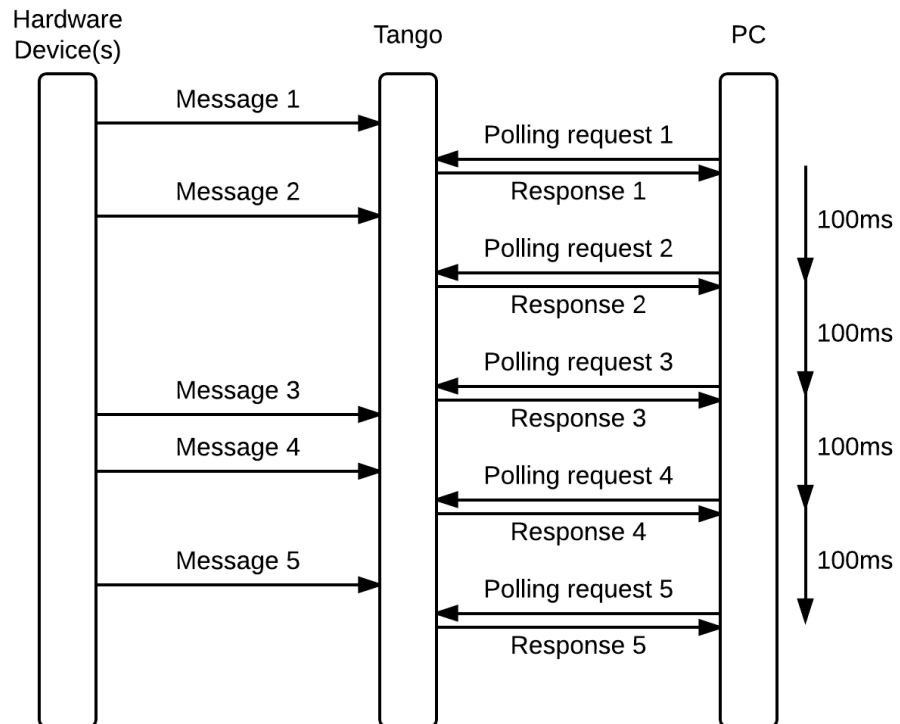 Hardware
Device(s)
Tango
PC
Message 1
Polling request 1
Response 1
Message 2
100ms
Polling request 2
Response 2
100ms
Polling request 3
Message 3
Response 3
Message 4
100ms
Polling request 4
Response 4
Message 5
100ms
Polling request 5
Response 5